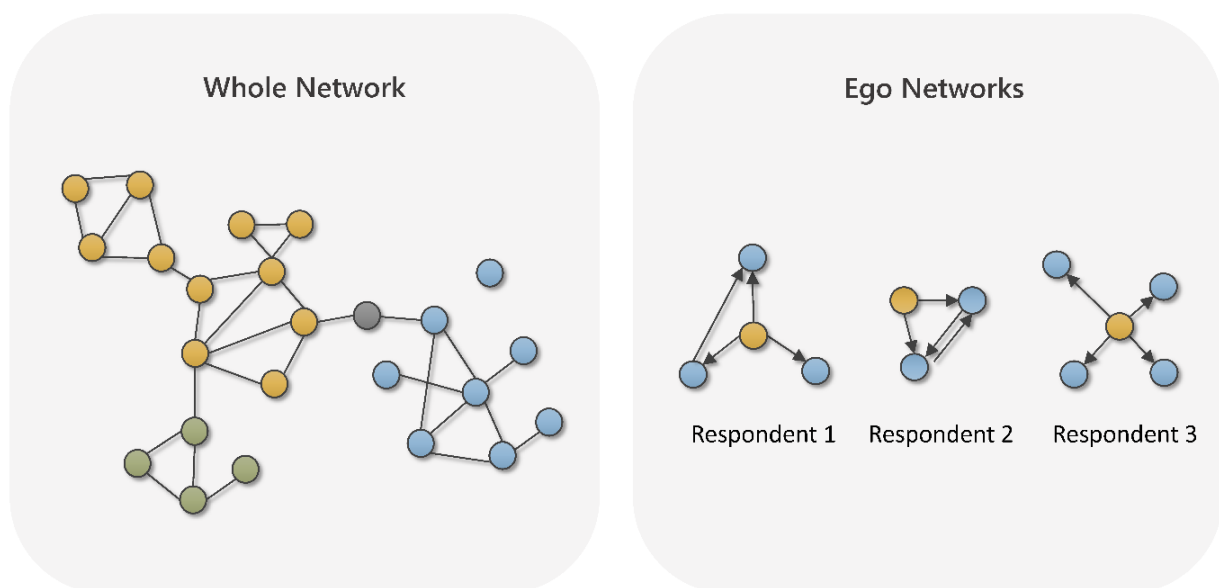 Whole Network
Ego Networks
Respondent 1
Respondent 2
Respondent 3